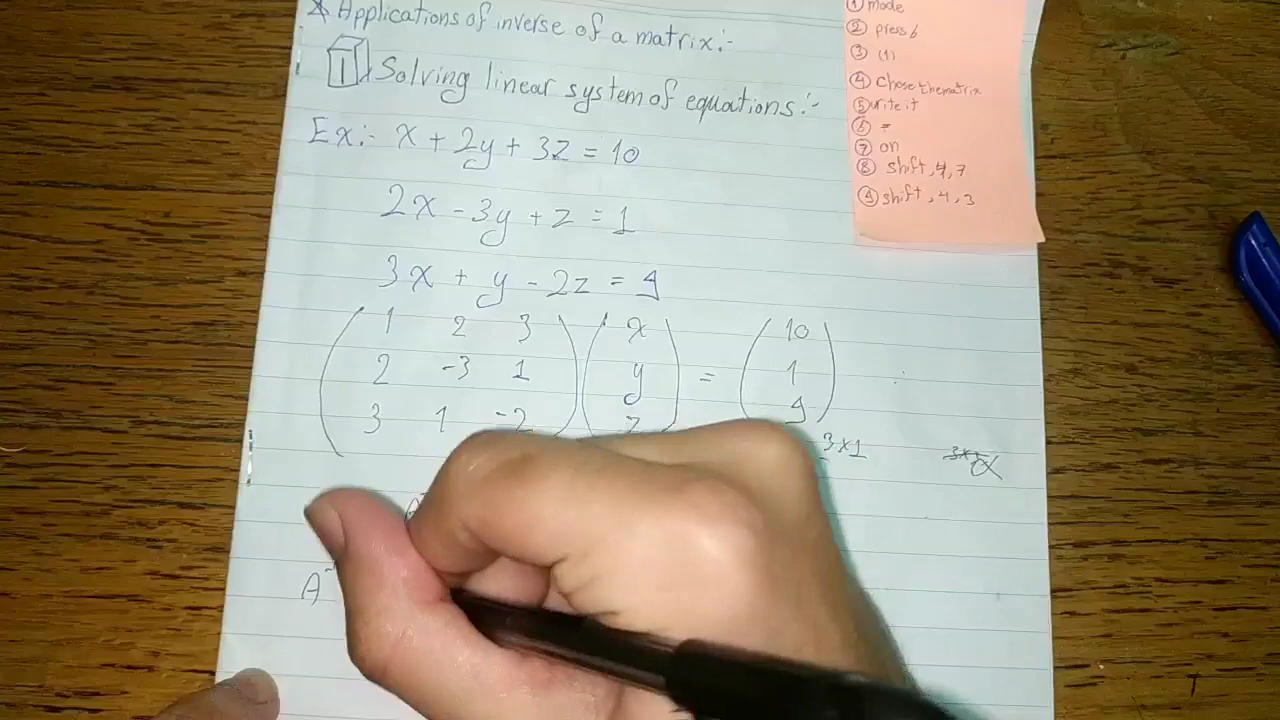 Applications of inverse of a matrix:-
1 Solving linear system of equations:-
Ex:- x + 2y + 3z = 10
2x - 3y + z = 1
3x + y - 2z = 9
1 2 3 x 10
2 -3 1 y = 1
3 1 -2 z 9
3x1
A
① mode
② press 6
③ (1)
④ chose the matrix
⑤ write it
⑥ =
⑦ on
⑧ shift, 4, 7
⑨ shift, 4, 3